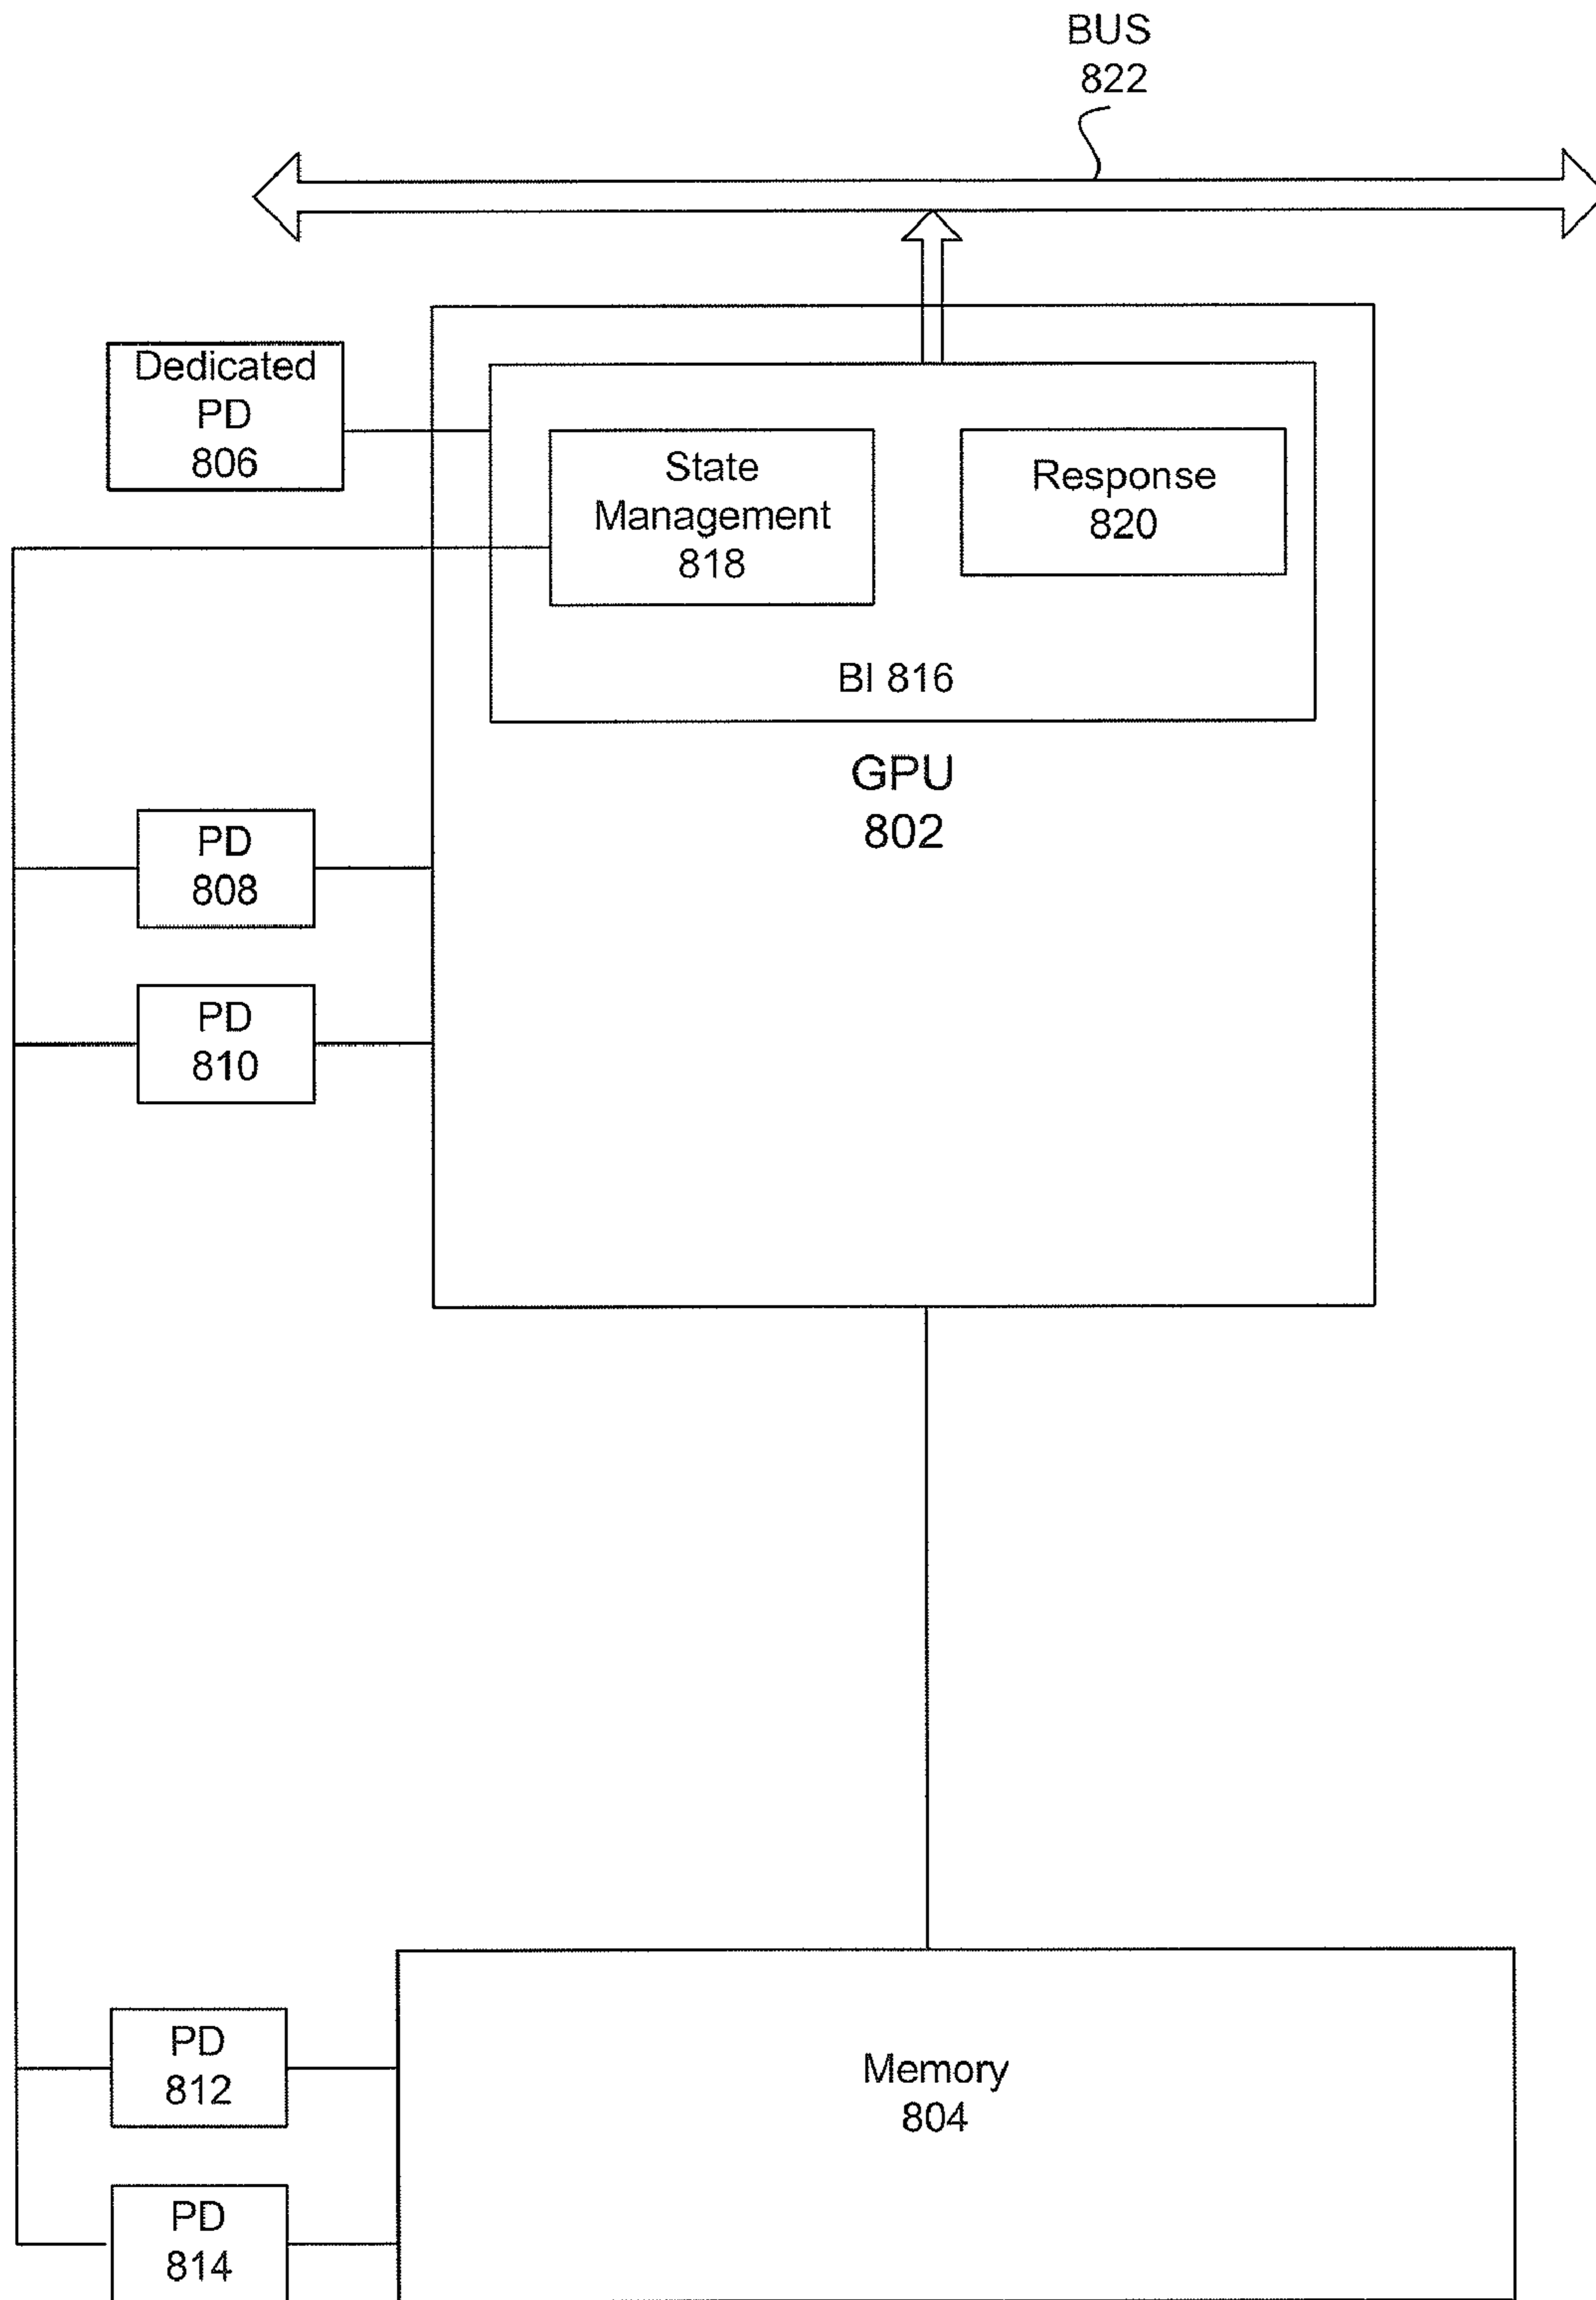 BUS
822
Dedicated
PD
806
State
Management
818
Response
820
BI 816
GPU
802
PD
808
PD
810
PD
812
Memory
804
PD
814